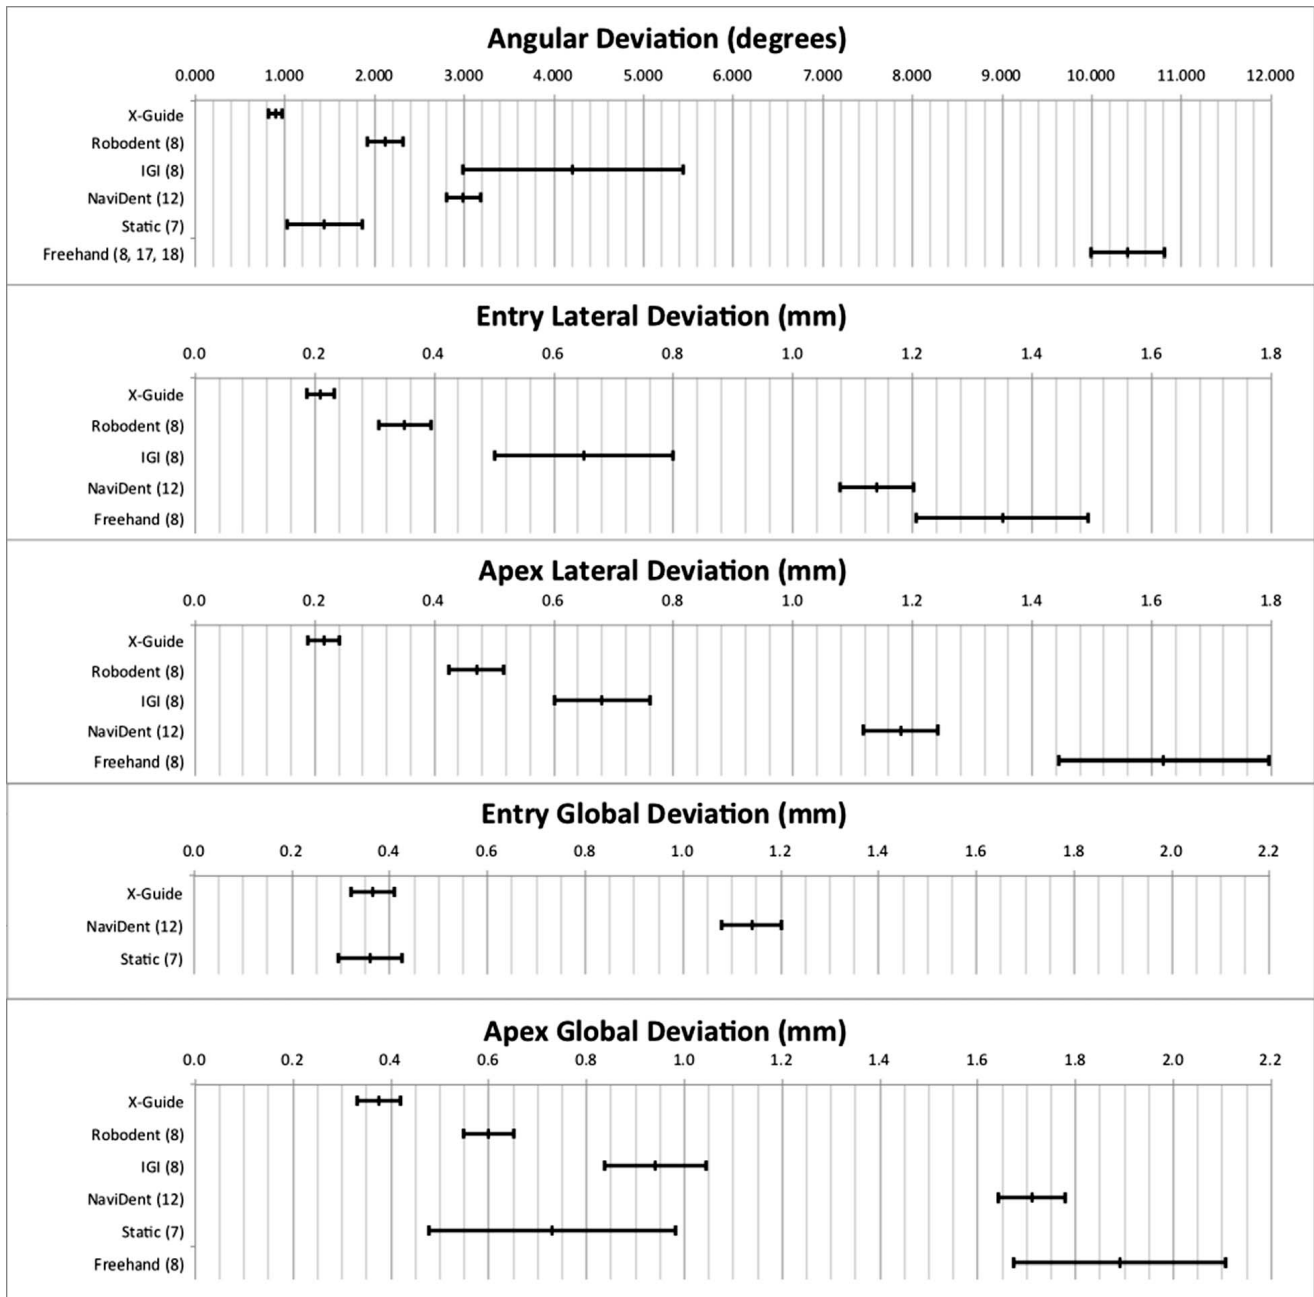 Angular Deviation (degrees)
0.000 1.000 2.000 3.000 4.000 5.000 6.000 7.000 8.000 9.000 10.000 11.000 12.000
X-Guide
Robodent (8)
IGI (8)
NaviDent (12)
Static (7)
Freehand (8, 17, 18)
Entry Lateral Deviation (mm)
0.0 0.2 0.4 0.6 0.8 1.0 1.2 1.4 1.6 1.8
X-Guide
Robodent (8)
IGI (8)
NaviDent (12)
Freehand (8)
Apex Lateral Deviation (mm)
0.0 0.2 0.4 0.6 0.8 1.0 1.2 1.4 1.6 1.8
X-Guide
Robodent (8)
IGI (8)
NaviDent (12)
Freehand (8)
Entry Global Deviation (mm)
0.0 0.2 0.4 0.6 0.8 1.0 1.2 1.4 1.6 1.8 2.0 2.2
X-Guide
NaviDent (12)
Static (7)
Apex Global Deviation (mm)
0.0 0.2 0.4 0.6 0.8 1.0 1.2 1.4 1.6 1.8 2.0 2.2
X-Guide
Robodent (8)
IGI (8)
NaviDent (12)
Static (7)
Freehand (8)